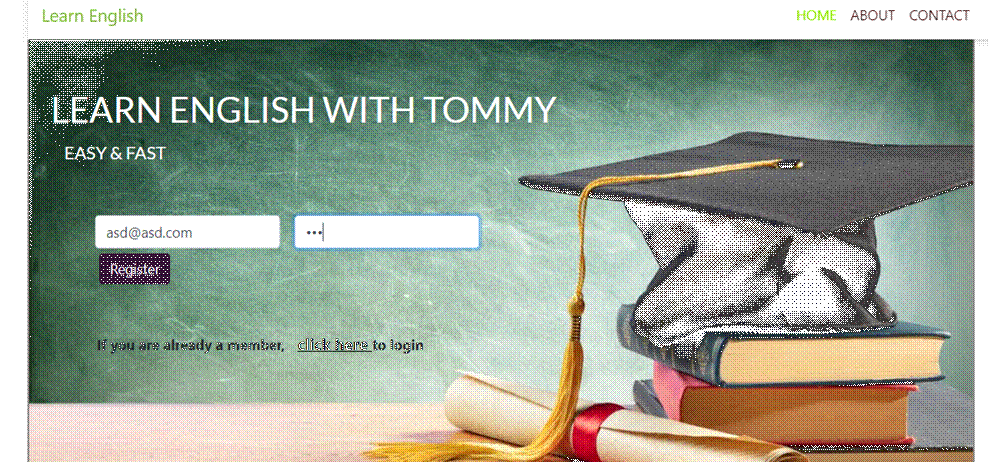 Learn English
HOME ABOUT CONTACT
LEARN ENGLISH WITH TOMMY
EASY & FAST
asd@asd.com •••
Register
If you are already a member, click here to login